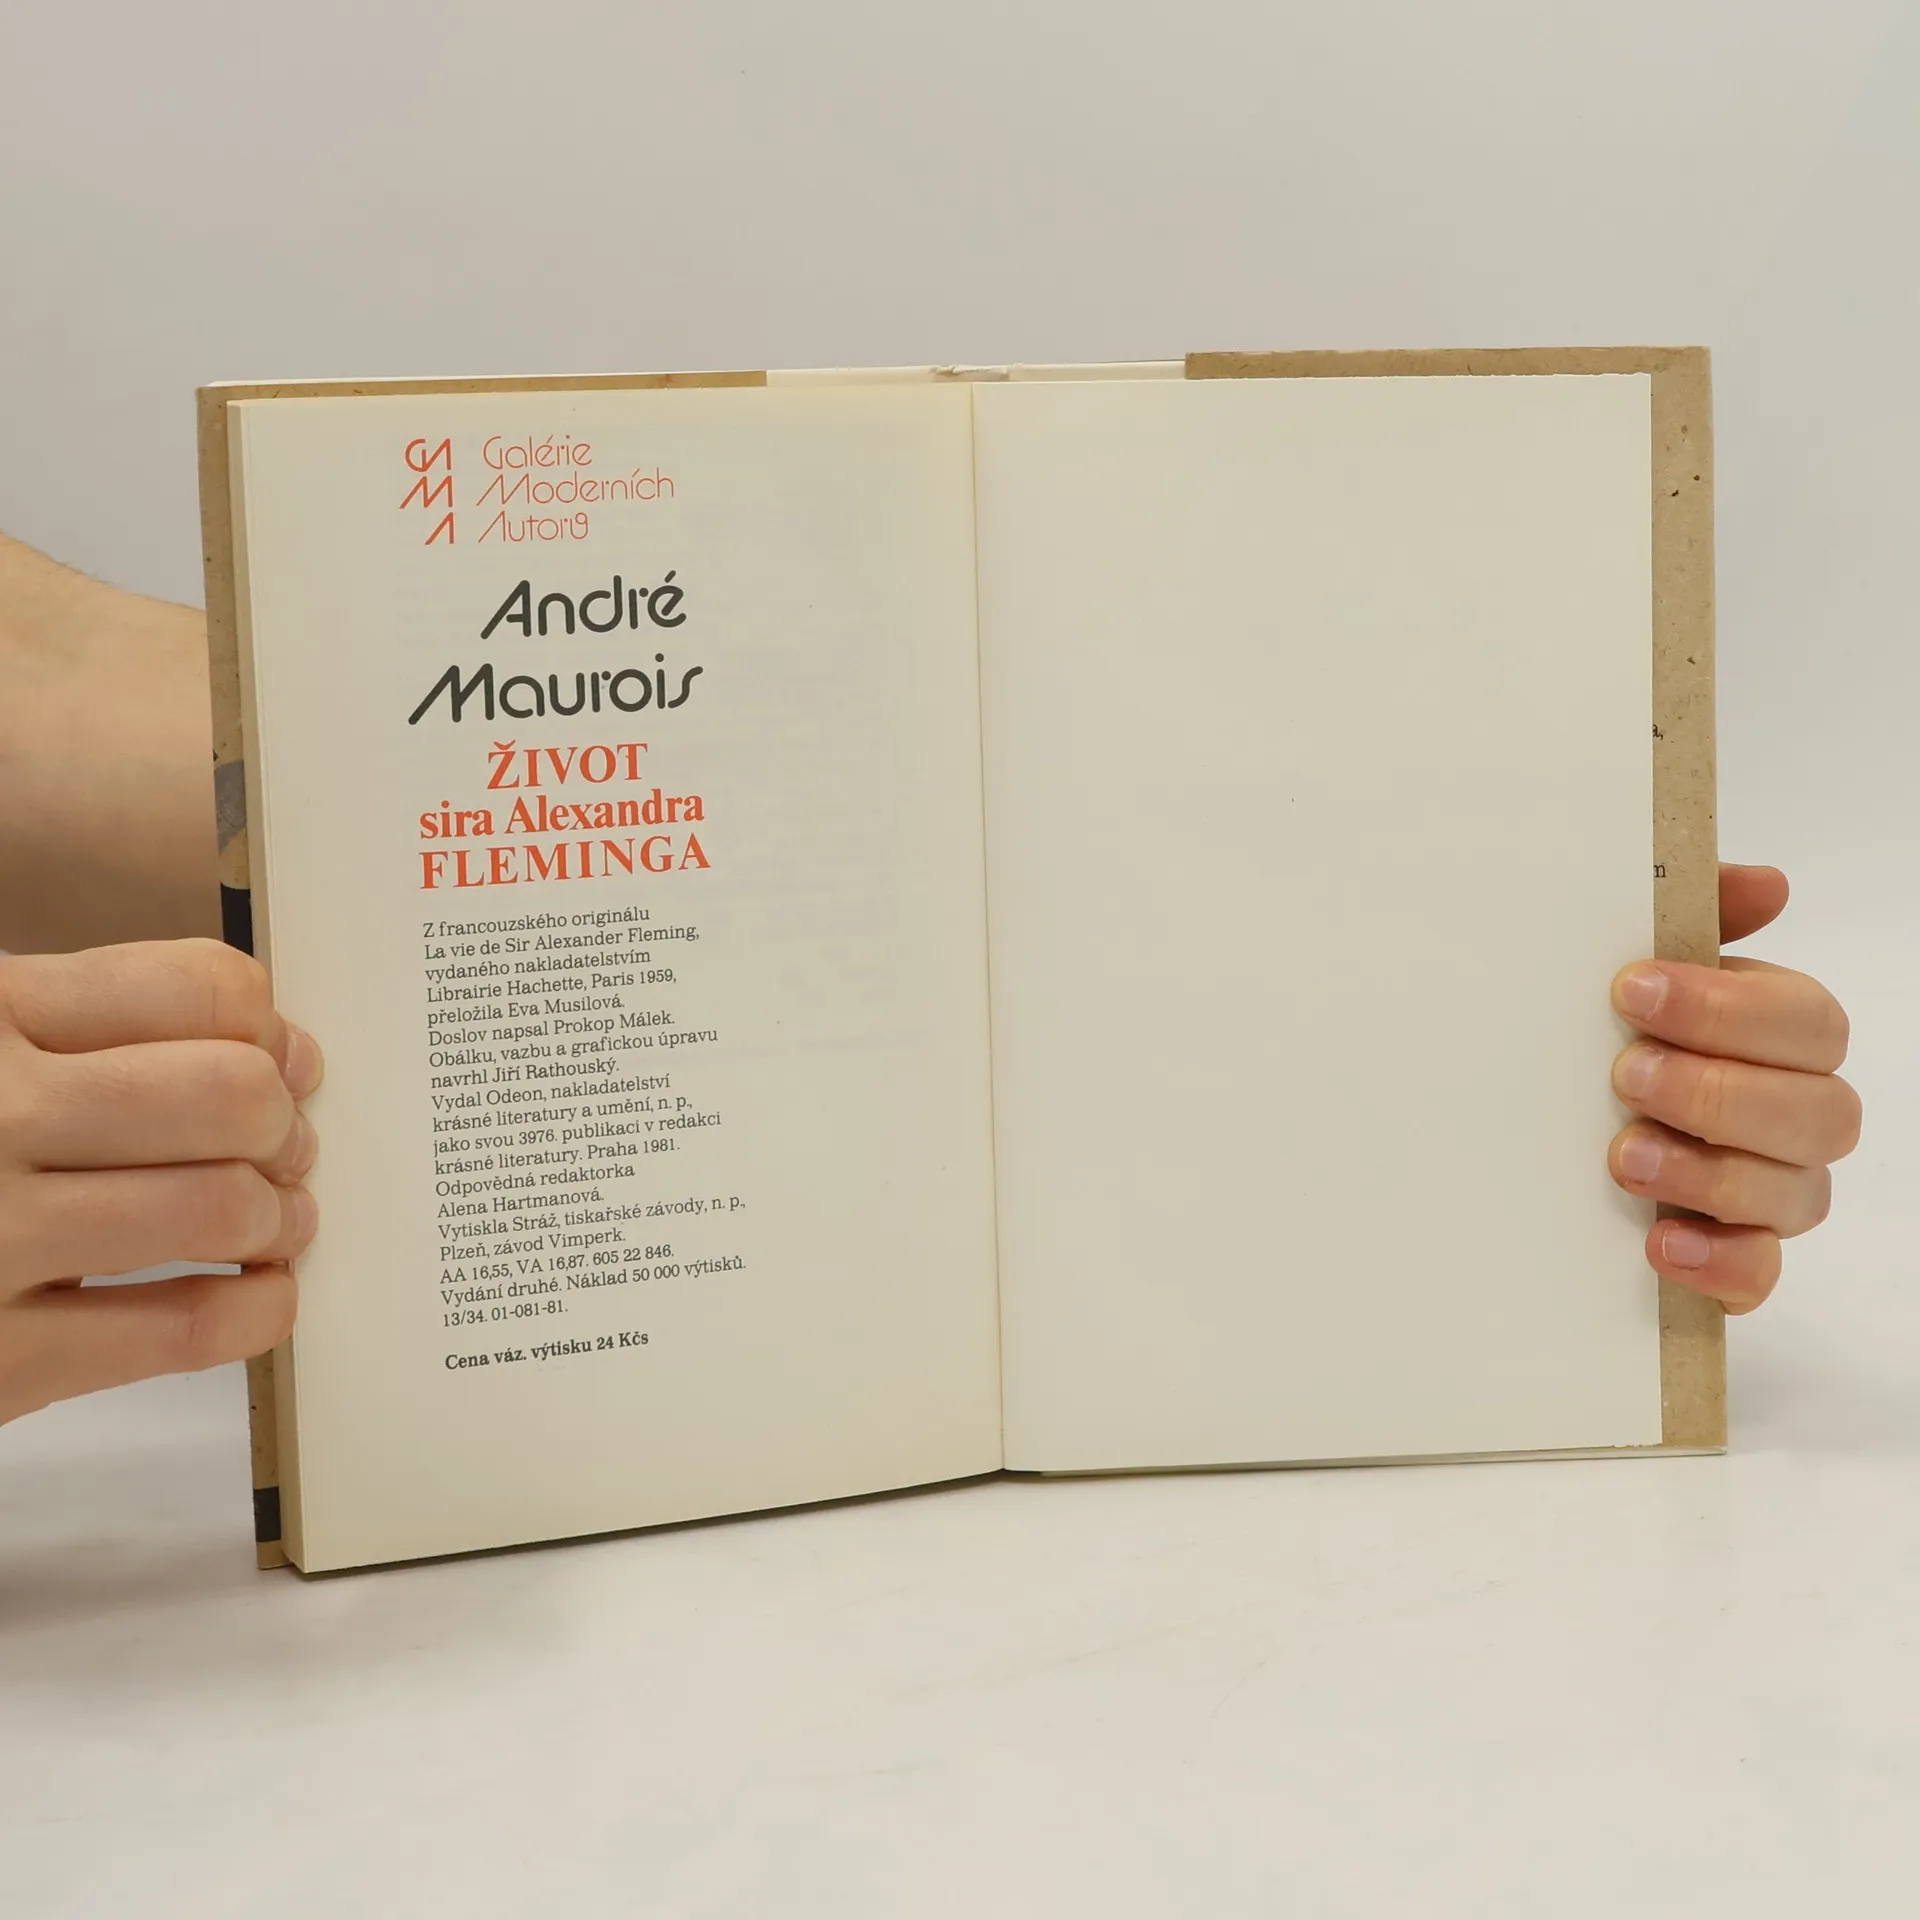 GMA
Galérie
Moderních
Autorů
André
Maurois
ŽIVOT
sira Alexandra
FLEMINGA
Z francouzského originálu
La vie de Sir Alexander Fleming,
vydaného nakladatelstvím
Librairie Hachette, Paris 1959,
přeložila Eva Musilová.
Doslov napsal Prokop Málek.
Obálku, vazbu a grafickou úpravu
navrhl Jiří Rathouský.
Vydal Odeon, nakladatelství
krásné literatury a umění, n. p.,
jako svou 3976. publikaci v redakci
krásné literatury. Praha 1981.
Odpovědná redaktorka
Alena Hartmanová.
Vytiskla Stráž, tiskařské závody, n. p.,
Plzeň, závod Vimperk.
AA 16,55, VA 16,87. 605 22 846.
Vydání druhé. Náklad 50 000 výtisků.
13/34. 01-081-81.
Cena váz. výtisku 24 Kčs